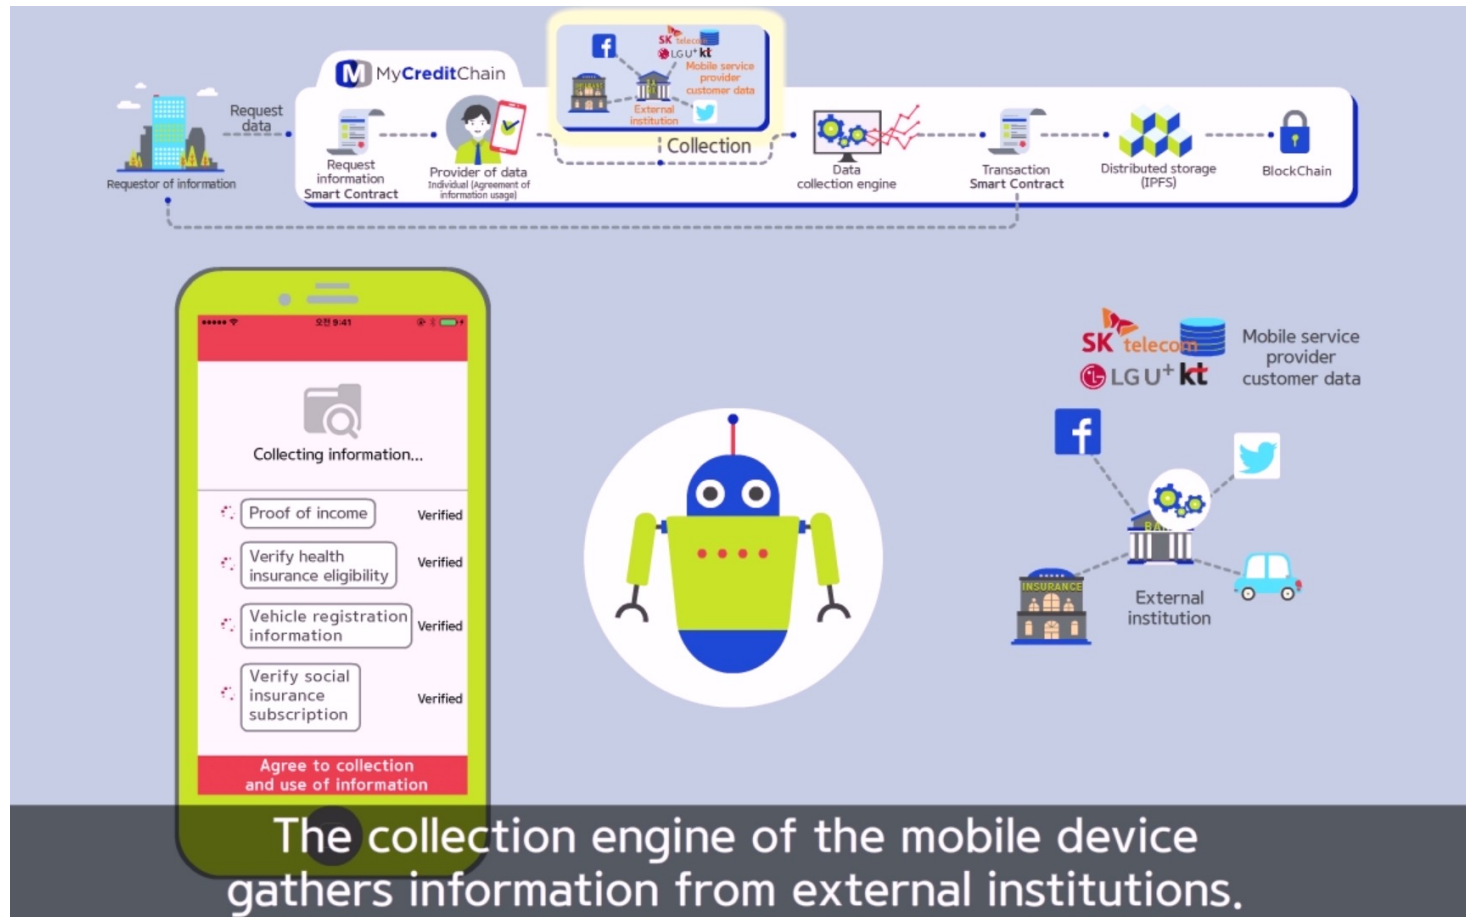 MyCreditChain
Request
data
Requestor of information
Request
information
Smart Contract
Provider of data
Individual (Agreement of
information usage)
SK telecom
LG U+ kt
Mobile service
provider
customer data
External
institution
Collection
Data
collection engine
Transaction
Smart Contract
Distributed storage
(IPFS)
BlockChain
오전 9:41
Collecting information...
Proof of income Verified
Verify health
insurance eligibility Verified
Vehicle registration
information Verified
Verify social
insurance
subscription Verified
Agree to collection
and use of information
SK telecom
LG U+ kt
Mobile service
provider
customer data
INSURANCE
External
institution
The collection engine of the mobile device
gathers information from external institutions.